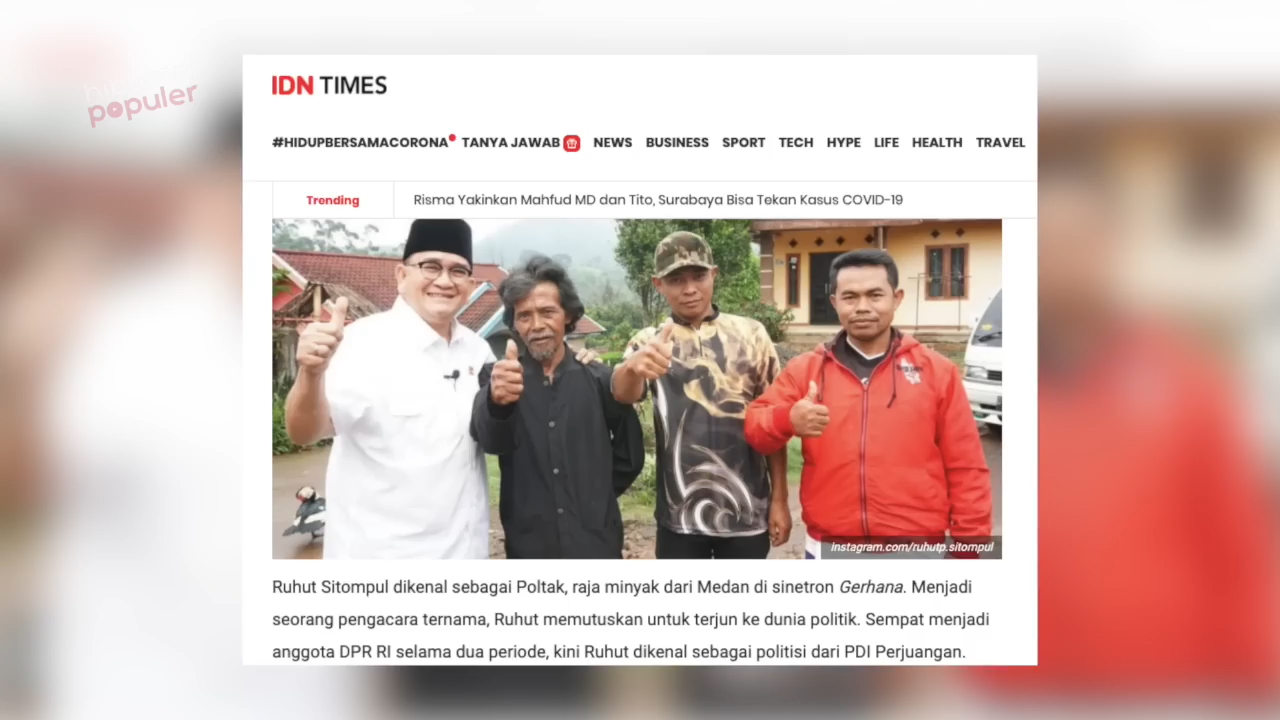 populer
IDN TIMES
#HIDUPBERSAMACORONA TANYA JAWAB NEWS BUSINESS SPORT TECH HYPE LIFE HEALTH TRAVEL
Trending Risma Yakinkan Mahfud MD dan Tito, Surabaya Bisa Tekan Kasus COVID-19
instagram.com/ruhutp.sitompul
Ruhut Sitompul dikenal sebagai Poltak, raja minyak dari Medan di sinetron Gerhana. Menjadi
seorang pengacara ternama, Ruhut memutuskan untuk terjun ke dunia politik. Sempat menjadi
anggota DPR RI selama dua periode, kini Ruhut dikenal sebagai politisi dari PDI Perjuangan.